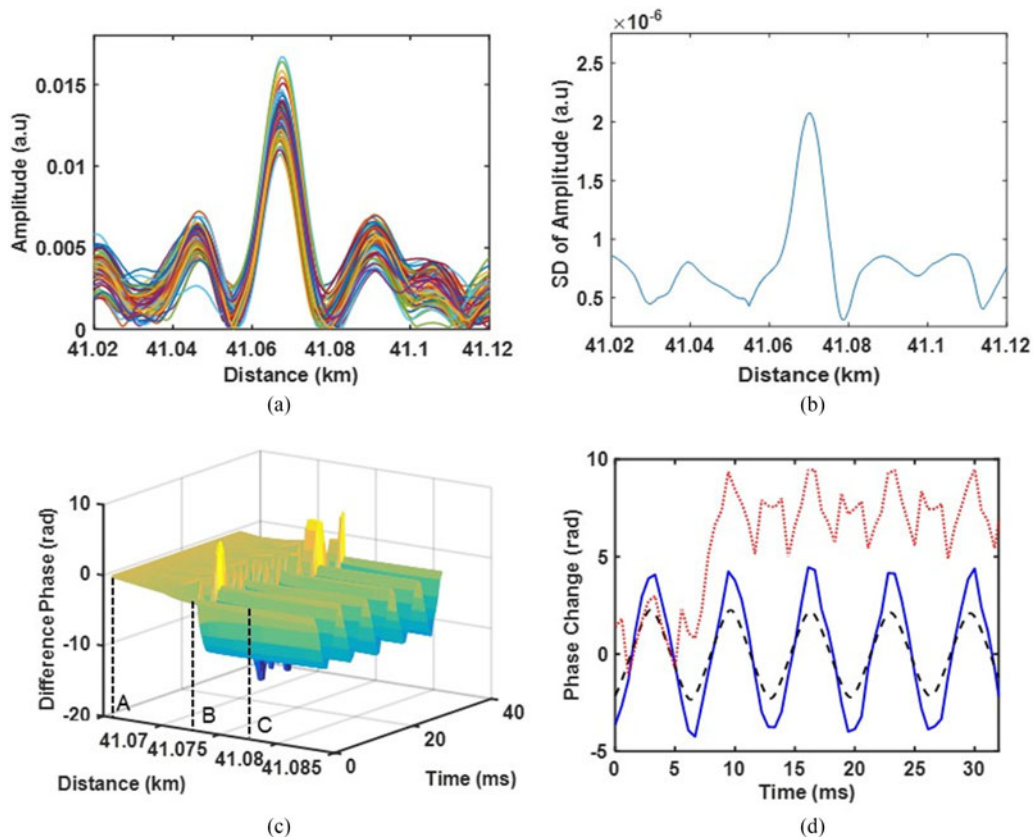 0.015
0.01
0.005
0
Amplitude (a.u)
41.02 41.04 41.06 41.08 41.1 41.12
Distance (km)
(a)
×10-6
2.5
2
1.5
1
0.5
SD of Amplitude (a.u)
41.02 41.04 41.06 41.08 41.1 41.12
Distance (km)
(b)
10
0
-10
-20
Difference Phase (rad)
A
B
C
41.07 41.075 41.08 41.085
Distance (km)
0
20
40
Time (ms)
(c)
10
5
0
-5
Phase Change (rad)
0 5 10 15 20 25 30
Time (ms)
(d)